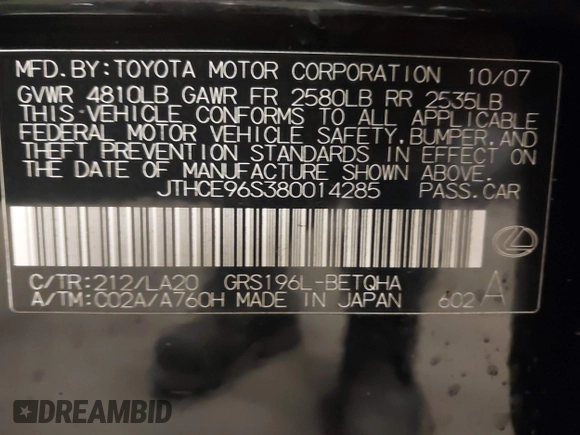 MFD.BY:TOYOTA MOTOR CORPORATION 10/07
GVWR 4810LB GAWR FR 2580LB RR 2535LB
THIS VEHICLE CONFORMS TO ALL APPLICABLE
FEDERAL MOTOR VEHICLE SAFETY,BUMPER,AND
THEFT PREVENTION STANDARDS IN EFFECT ON
THE DATE OF MANUFACTURE SHOWN ABOVE.
JTHCE96S380014285 PASS.CAR
C/TR:212/LA20 GRS196L-BETQHA
A/TM:C02A/A760H MADE IN JAPAN 602 A
DREAMBID